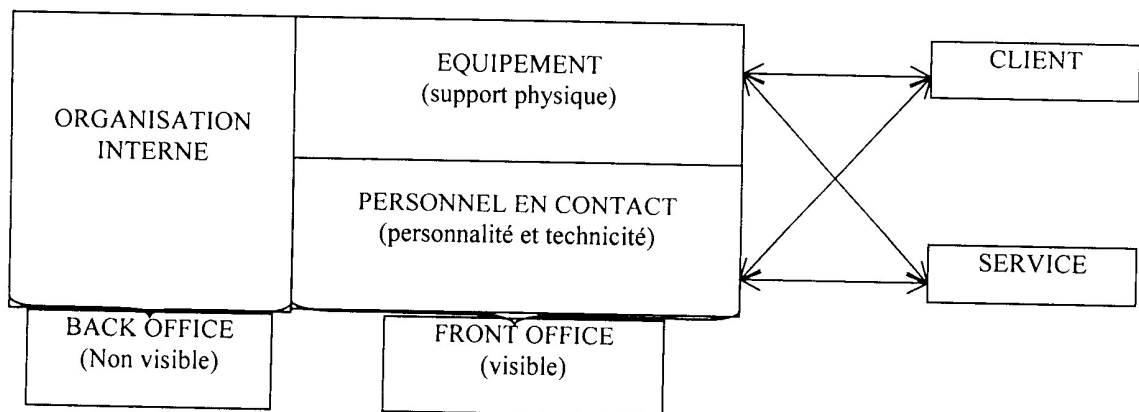 ORGANISATION
INTERNE
EQUIPEMENT
(support physique)
PERSONNEL EN CONTACT
(personnalité et technicité)
CLIENT
SERVICE
BACK OFFICE
(Non visible)
FRONT OFFICE
(visible)